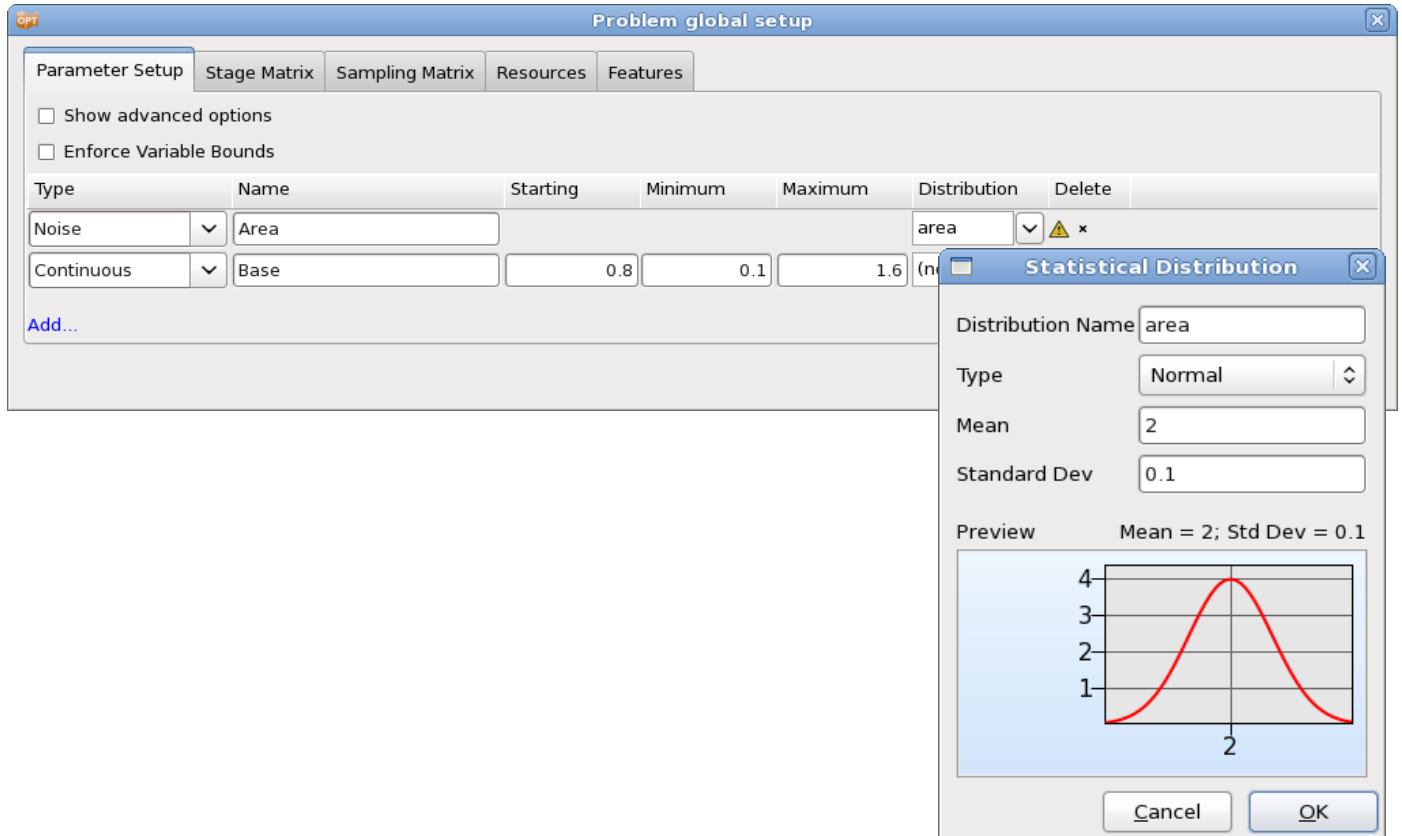 OPT Problem global setup
Parameter Setup Stage Matrix Sampling Matrix Resources Features
Show advanced options
Enforce Variable Bounds
Type Name Starting Minimum Maximum Distribution Delete
Noise Area area
Continuous Base 0.8 0.1 1.6
Add...
Statistical Distribution
Distribution Name area
Type Normal
Mean 2
Standard Dev 0.1
Preview Mean = 2; Std Dev = 0.1
4
3
2
1
2
Cancel OK